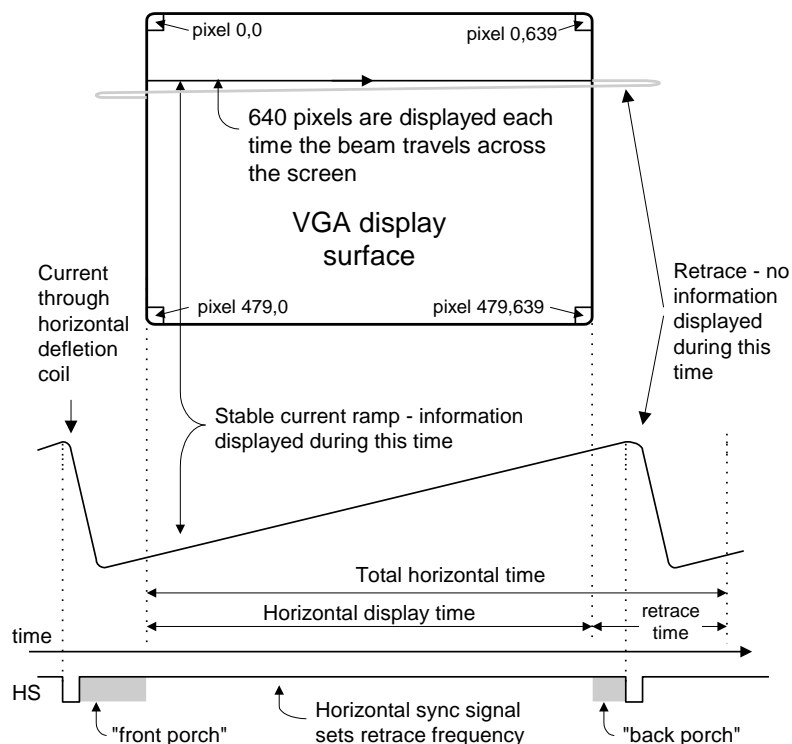 pixel 0,0
pixel 0,639
640 pixels are displayed each
time the beam travels across
the screen
VGA display
surface
pixel 479,0
pixel 479,639
Current
through
horizontal
defletion
coil
Retrace - no
information
displayed
during this
time
Stable current ramp - information
displayed during this time
Total horizontal time
Horizontal display time
retrace
time
time
HS
"front porch"
Horizontal sync signal
sets retrace frequency
"back porch"